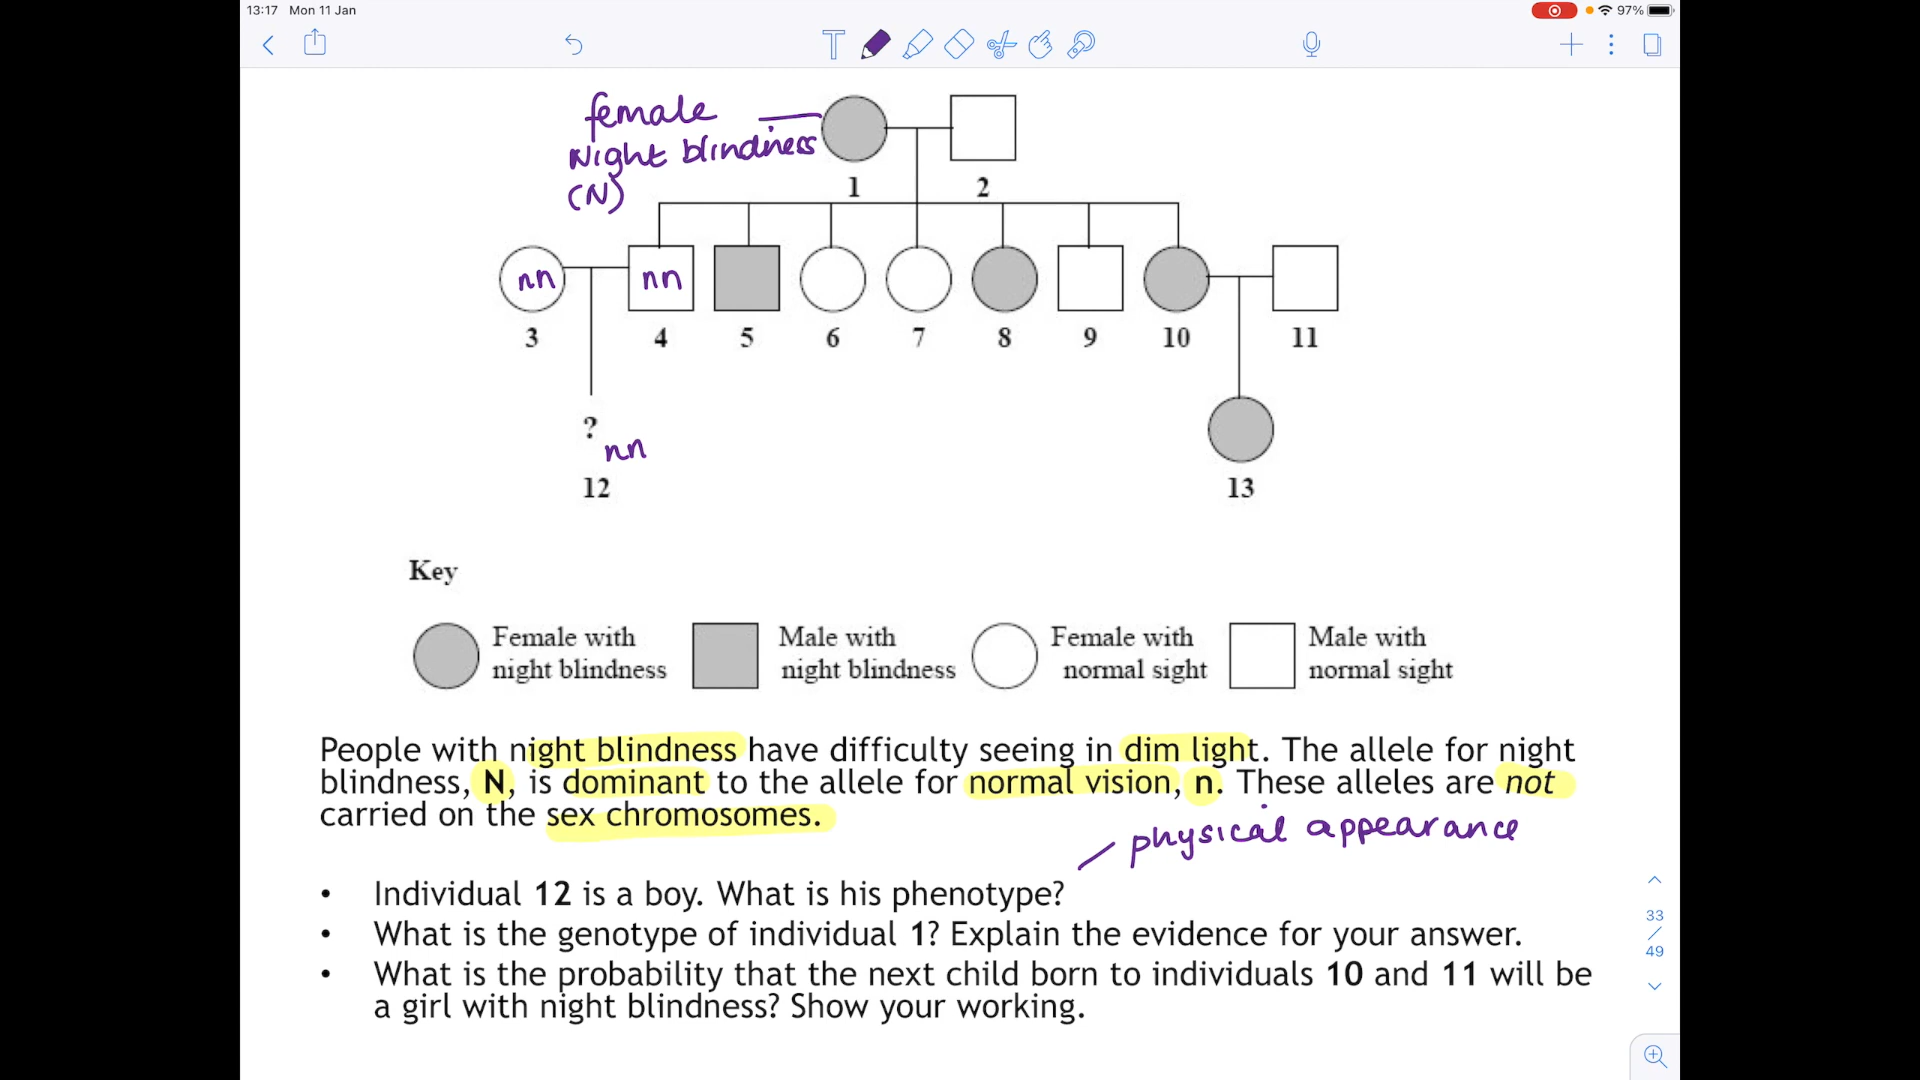 13:17 Mon 11 Jan
97%
T
female
Night blindness
(N)
1 2
nn nn
3 4 5 6 7 8 9 10 11
?
nn
12 13
Key
Female with Male with Female with Male with
night blindness night blindness normal sight normal sight
People with night blindness have difficulty seeing in dim light. The allele for night
blindness, N, is dominant to the allele for normal vision, n. These alleles are not
carried on the sex chromosomes.
physical appearance
• Individual 12 is a boy. What is his phenotype?
• What is the genotype of individual 1? Explain the evidence for your answer.
• What is the probability that the next child born to individuals 10 and 11 will be
a girl with night blindness? Show your working.
33
/
49